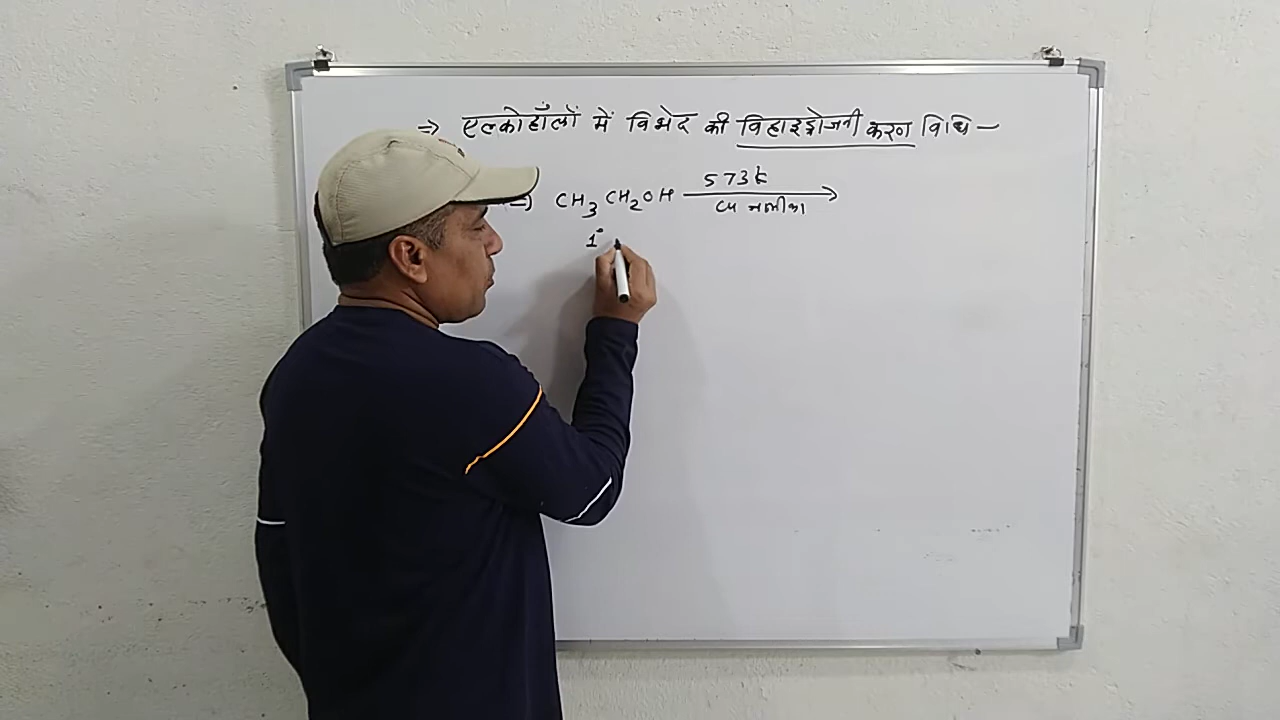 ⇒ एल्कोहॉलों में विभेद की विहाइड्रोजनीकरण विधि —
⇒ CH₃CH₂OH 573K →
Cu नलीका
1°